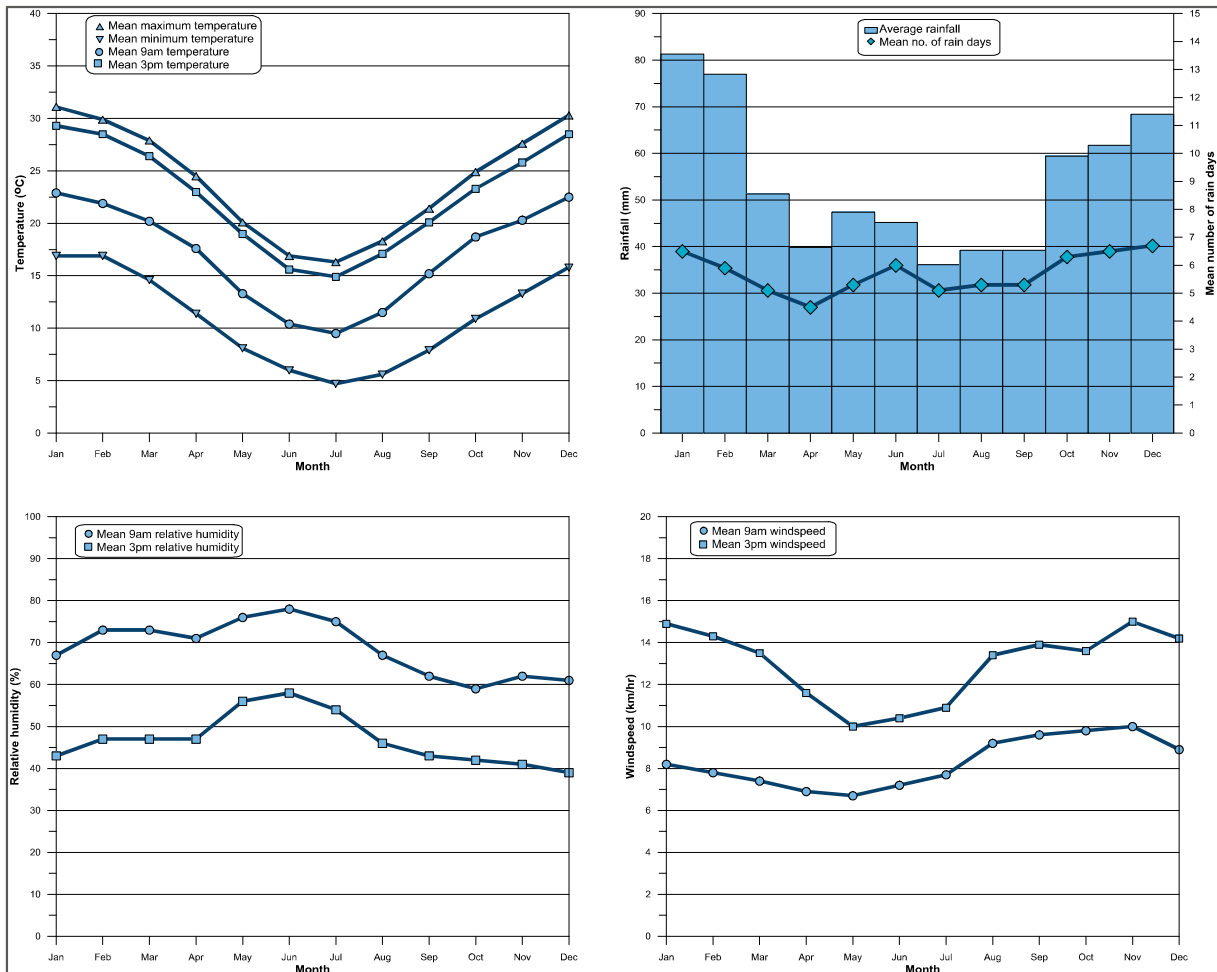 Mean maximum temperature
Mean minimum temperature
Mean 9am temperature
Mean 3pm temperature
Temperature (ºC)
40
35
30
25
20
15
10
5
0
Jan Feb Mar Apr May Jun Jul Aug Sep Oct Nov Dec
Month
Average rainfall
Mean no. of rain days
Rainfall (mm)
90
80
70
60
50
40
30
20
10
0
Mean number of rain days
15
14
13
12
11
10
9
8
7
6
5
4
3
2
1
0
Jan Feb Mar Apr May Jun Jul Aug Sep Oct Nov Dec
Month
Mean 9am relative humidity
Mean 3pm relative humidity
Relative humidity (%)
100
90
80
70
60
50
40
30
20
10
0
Jan Feb Mar Apr May Jun Jul Aug Sep Oct Nov Dec
Month
Mean 9am windspeed
Mean 3pm windspeed
Windspeed (km/hr)
20
18
16
14
12
10
8
6
4
2
0
Jan Feb Mar Apr May Jun Jul Aug Sep Oct Nov Dec
Month